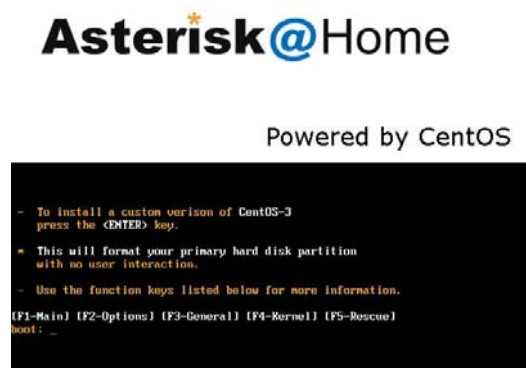 Asterisk@Home
Powered by CentOS
- To install a custom verison of CentOS-3
press the <ENTER> key.
* This will format your primary hard disk partition
with no user interaction.
- Use the function keys listed below for more information.
[F1-Main] [F2-Options] [F3-General] [F4-Kernel] [F5-Rescue]
boot: _